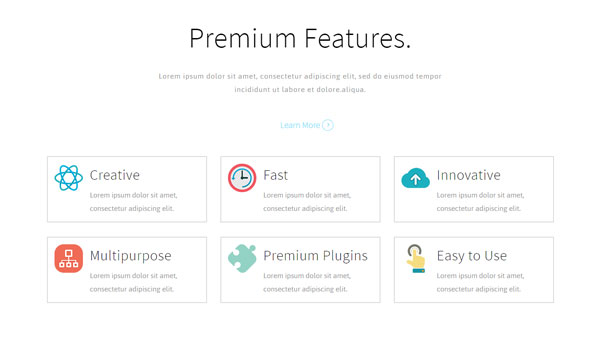 Premium Features.
Lorem ipsum dolor sit amet, consectetur adipiscing elit, sed do eiusmod tempor
incididunt ut labore et dolore.aliqua.
Learn More
Creative
Lorem ipsum dolor sit amet,
consectetur adipiscing elit.
Fast
Lorem ipsum dolor sit amet,
consectetur adipiscing elit.
Innovative
Lorem ipsum dolor sit amet,
consectetur adipiscing elit.
Multipurpose
Lorem ipsum dolor sit amet,
consectetur adipiscing elit.
Premium Plugins
Lorem ipsum dolor sit amet,
consectetur adipiscing elit.
Easy to Use
Lorem ipsum dolor sit amet,
consectetur adipiscing elit.